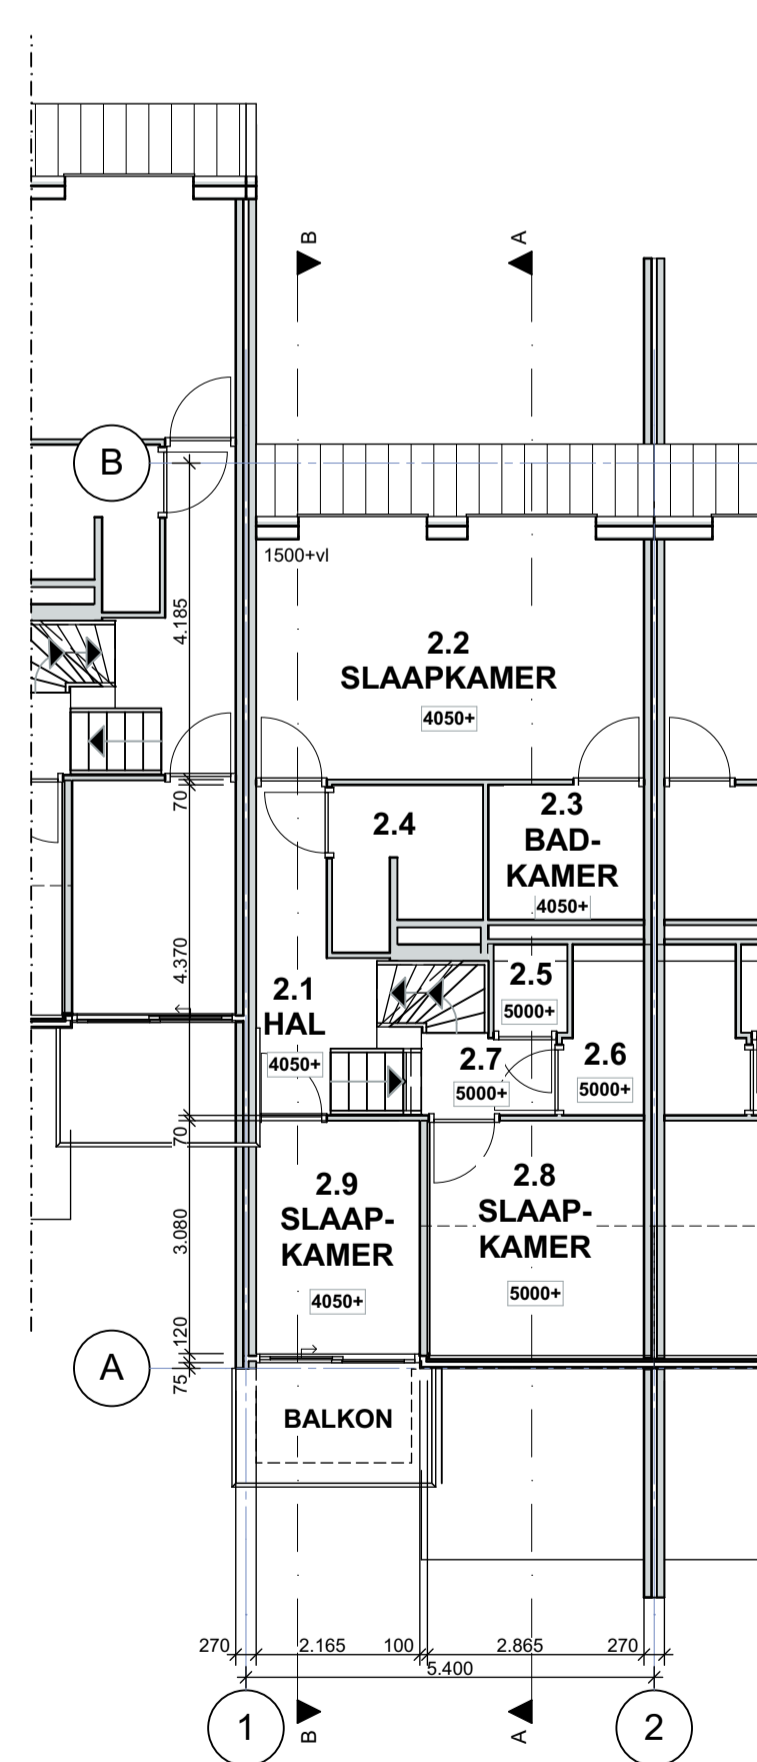 B
A
B
1500+vl
4.185
2.2
SLAAPKAMER
4050+
70
2.3
BAD-
KAMER
4050+
2.4
4.370
2.1
HAL
4050+
2.5
5000+
2.7
5000+
2.6
5000+
70
2.9
SLAAP-
KAMER
4050+
2.8
SLAAP-
KAMER
5000+
3.080
120
A
75
BALKON
270
2.165
100
2.865
270
5.400
1
B
A
2